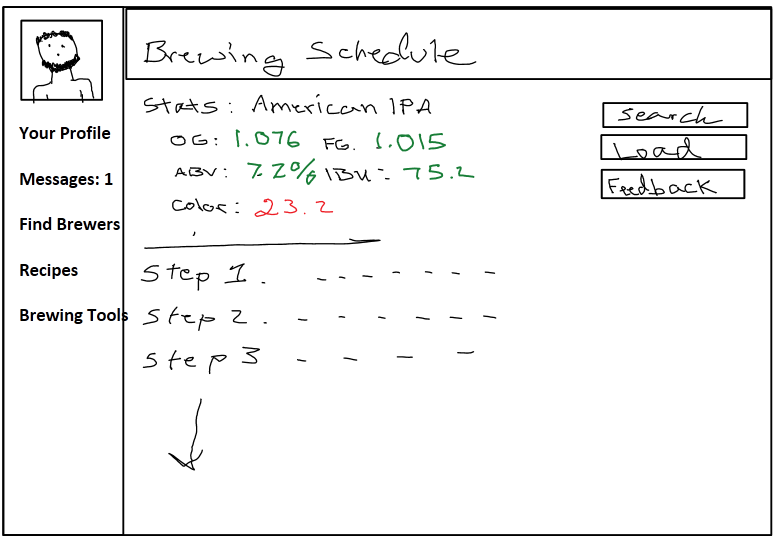 Brewing Schedule
Your Profile
Messages: 1
Find Brewers
Recipes
Brewing Tools
Stats: American IPA
OG: 1.076 FG. 1.015
ABV: 7.2% IBU: 75.2
Color: 23.2
Step 1.
Step 2.
Step 3
Search
Load
Feedback